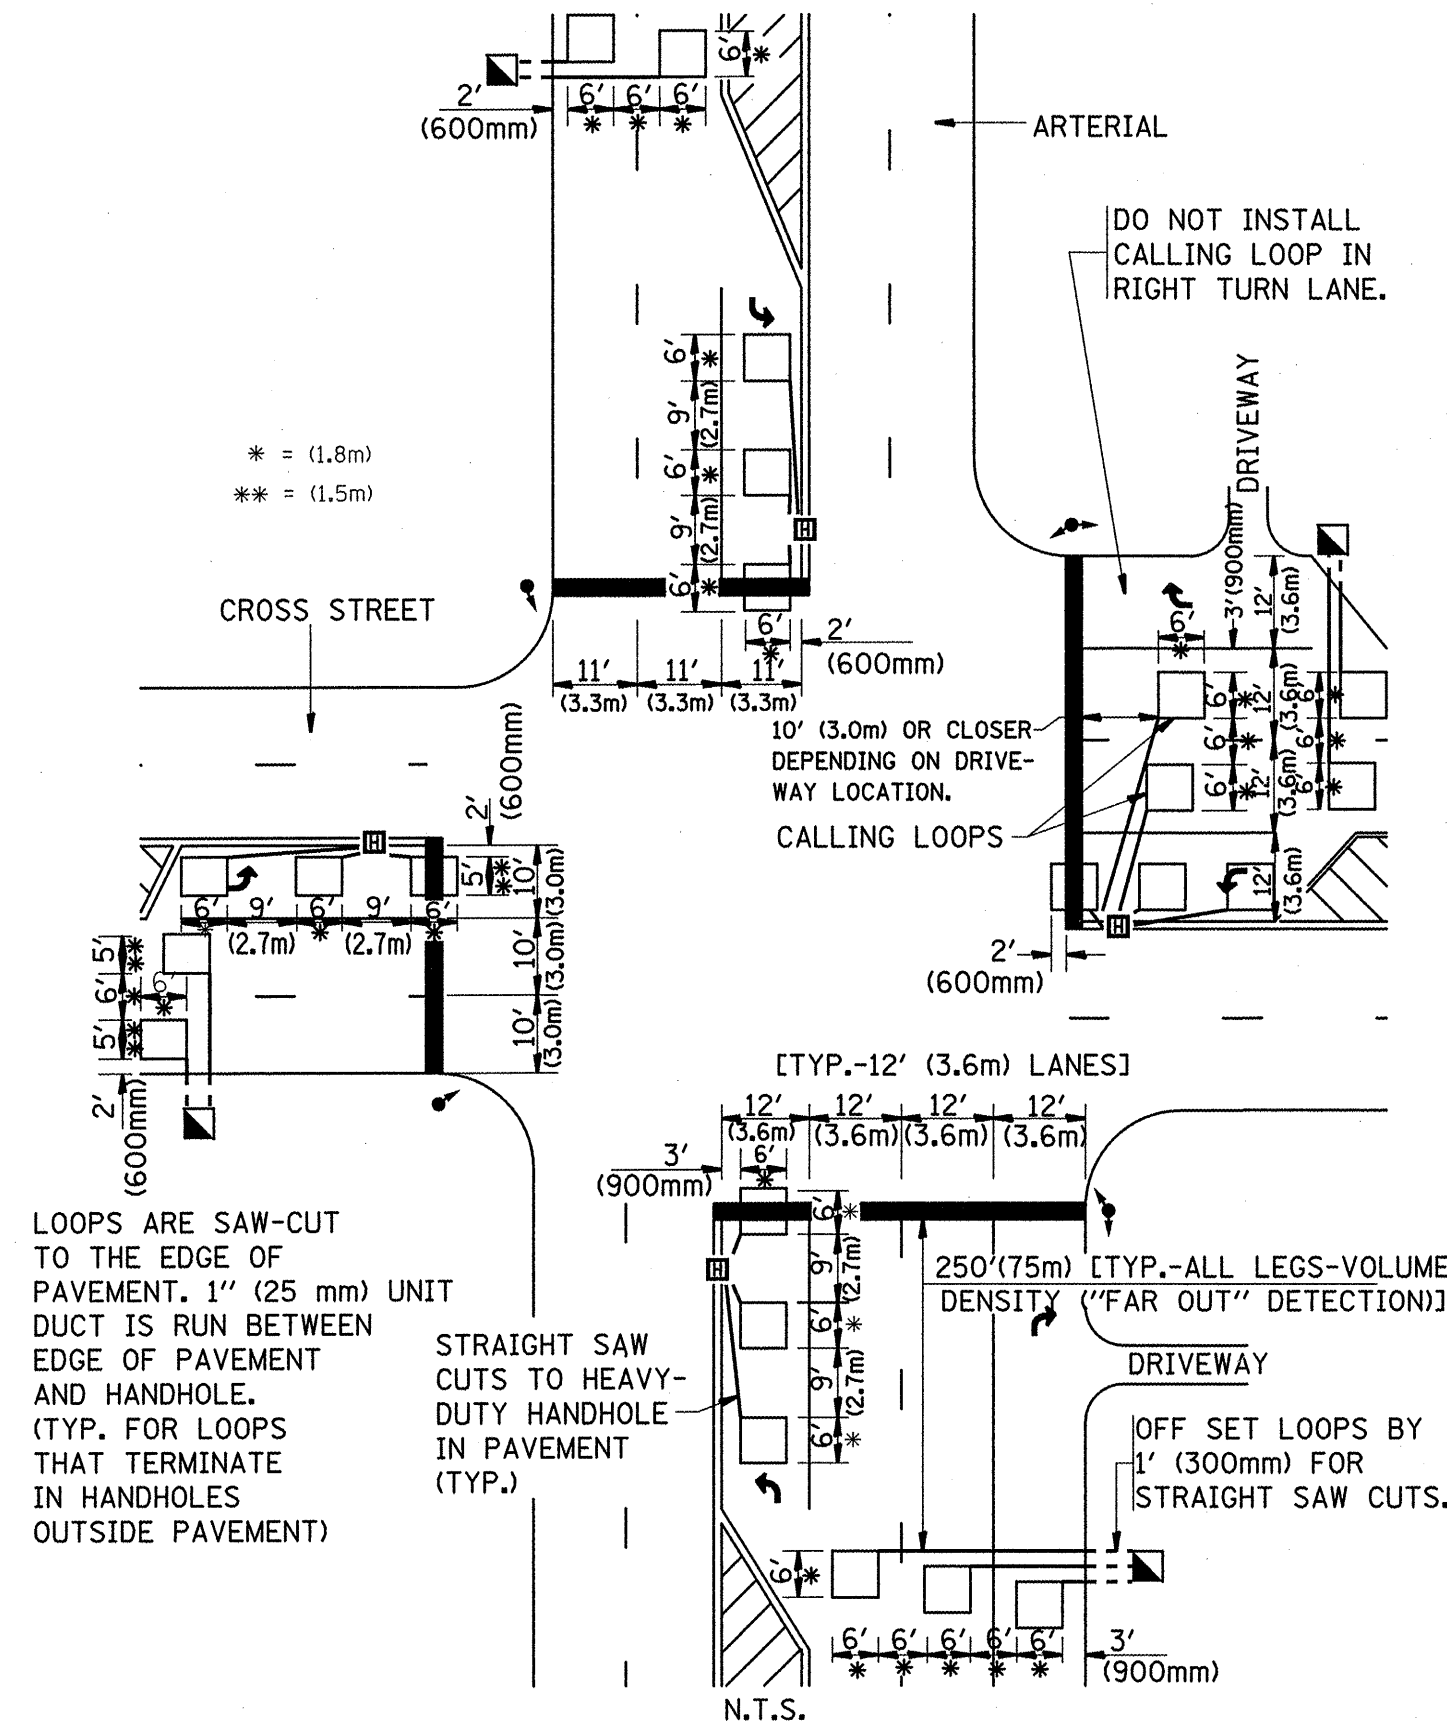 6' *
2'
(600mm)
6' 6' 6'
* * *
ARTERIAL
DO NOT INSTALL
CALLING LOOP IN
RIGHT TURN LANE.
DRIVEWAY
6' *
9'
(2.7m)
6' *
9'
(2.7m)
6' *
* = (1.8m)
** = (1.5m)
H
CROSS STREET
6'
*
2'
(600mm)
11' 11' 11'
(3.3m) (3.3m) (3.3m)
3'(900mm)
12'
(3.6m)
6'
*
6' *
12'
(3.6m)
6' *
6' *
6' *
12'
(3.6m)
6' *
6' *
12'
(3.6m)
10' (3.0m) OR CLOSER
DEPENDING ON DRIVE-
WAY LOCATION.
CALLING LOOPS
H
2'
(600mm)
2'
(600mm)
H
5' **
10'
(3.0m)
6' 9' 6' 9' 6'
* (2.7m) * (2.7m) *
10'
(3.0m)
10'
(3.0m)
5' **
6' *
6'
*
5' **
2'
(600mm)
[TYP.-12' (3.6m) LANES]
12' 12' 12' 12'
(3.6m) (3.6m) (3.6m) (3.6m)
3'
(900mm)
6'
*
6' *
9'
(2.7m)
6' *
9'
(2.7m)
6' *
H
LOOPS ARE SAW-CUT
TO THE EDGE OF
PAVEMENT. 1" (25 mm) UNIT
DUCT IS RUN BETWEEN
EDGE OF PAVEMENT
AND HANDHOLE.
(TYP. FOR LOOPS
THAT TERMINATE
IN HANDHOLES
OUTSIDE PAVEMENT)
STRAIGHT SAW
CUTS TO HEAVY-
DUTY HANDHOLE
IN PAVEMENT
(TYP.)
250'(75m) [TYP.-ALL LEGS-VOLUME
DENSITY ("FAR OUT" DETECTION)]
DRIVEWAY
OFF SET LOOPS BY
1' (300mm) FOR
STRAIGHT SAW CUTS.
6' *
6' 6' 6' 6' 6'
* * * * *
3'
(900mm)
N.T.S.